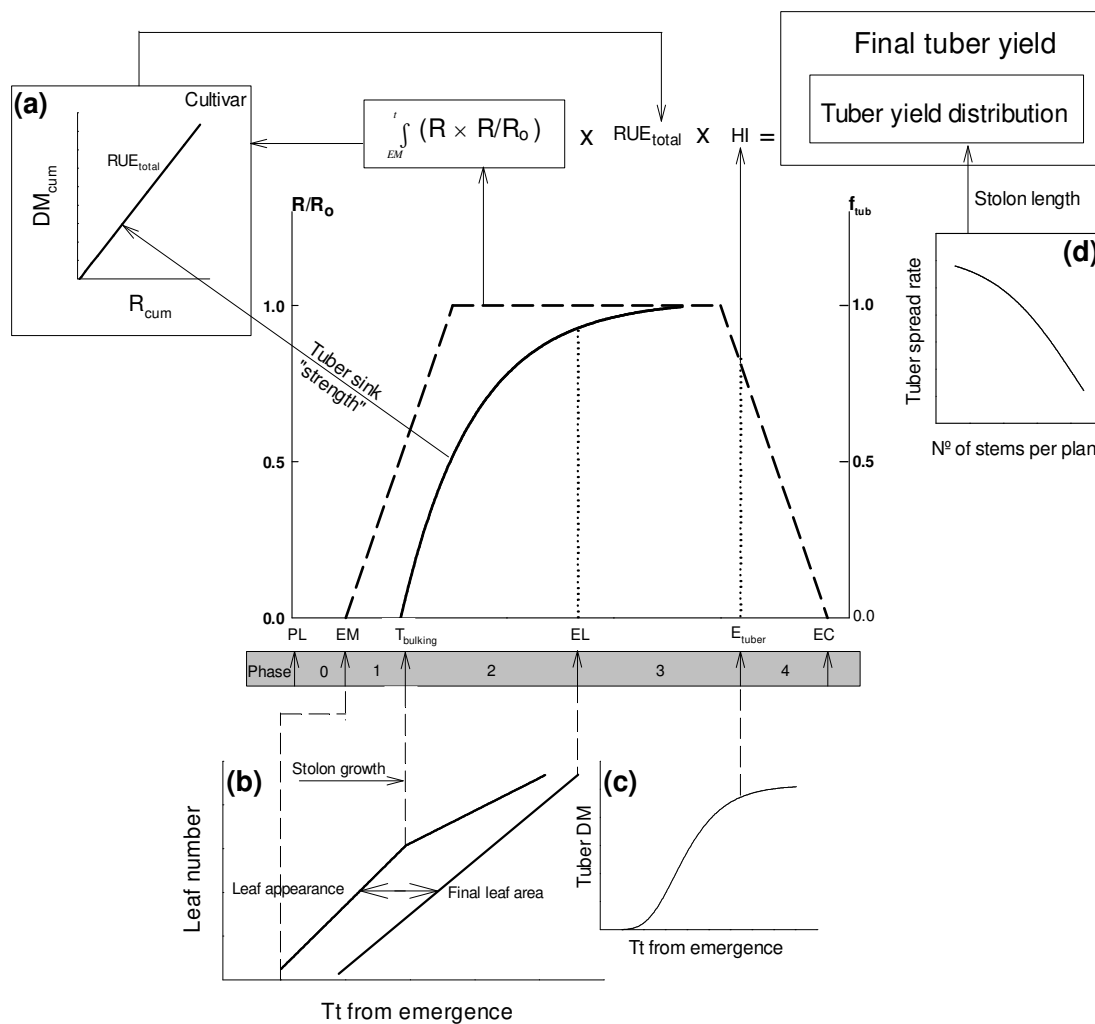 Final tuber yield
Tuber yield distribution
(a)
Cultivar
RUEtotal
DMcum
Rcum
t
∫ (R × R/Ro)
EM
X RUEtotal X HI =
Stolon length
(d)
Tuber spread rate
Nº of stems per plan
R/Ro
ftub
1.0
1.0
0.5
0.5
0.0
0.0
Tuber sink
"strength"
PL EM Tbulking EL Etuber EC
Phase 0 1 2 3 4
(b)
Stolon growth
Leaf number
Leaf appearance
Final leaf area
Tt from emergence
(c)
Tuber DM
Tt from emergence